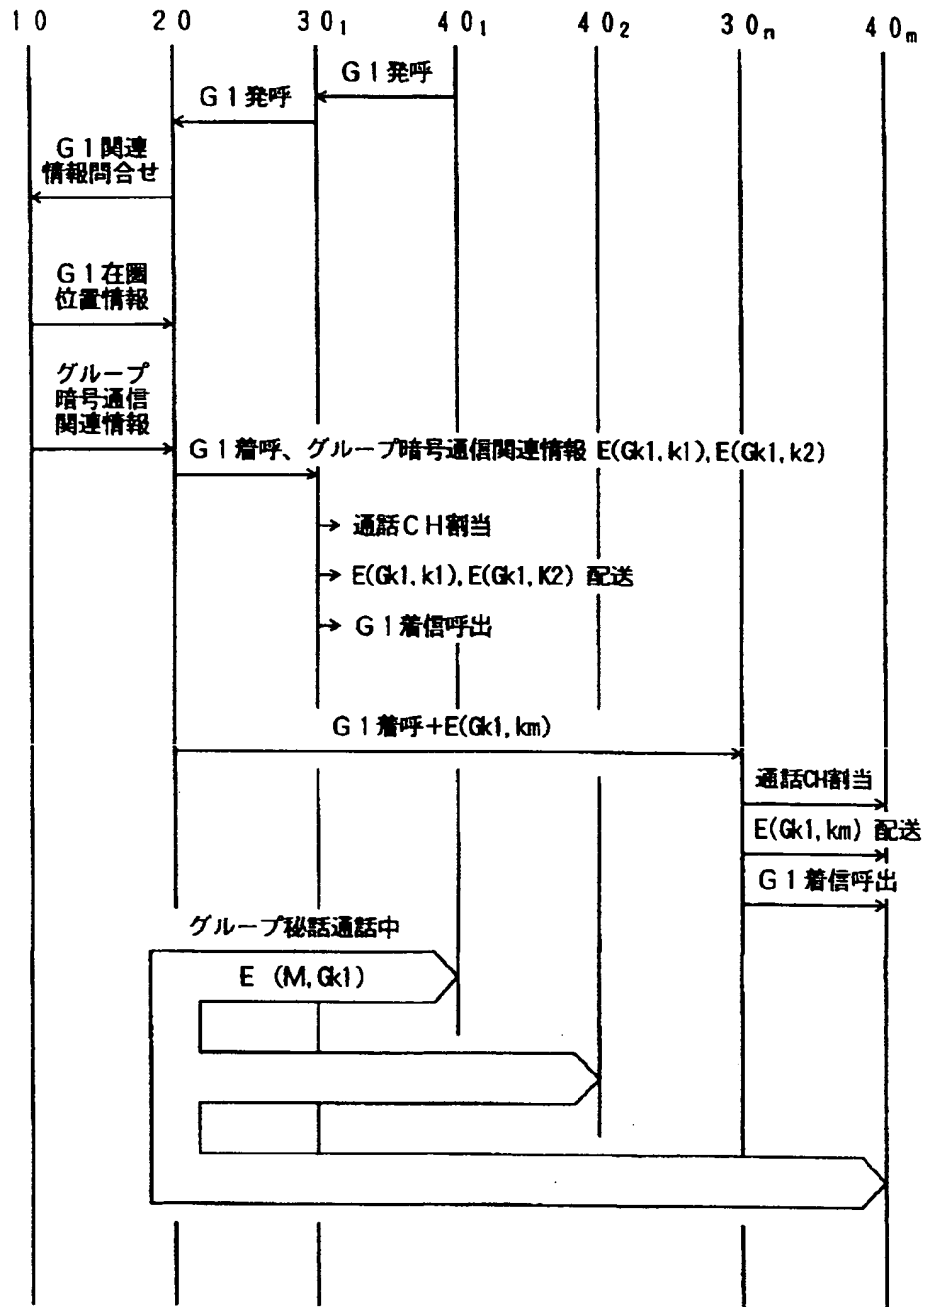 10 20 30₁ 40₁ 40₂ 30ₙ 40ₘ
G1発呼
G1発呼
G1関連
情報問合せ
G1在圏
位置情報
グループ
暗号通信
関連情報
G1着呼、グループ暗号通信関連情報 E(Gk1,k1),E(Gk1,k2)
通話CH割当
E(Gk1,k1),E(Gk1,K2) 配送
G1着信呼出
G1着呼+E(Gk1,km)
通話CH割当
E(Gk1,km) 配送
G1着信呼出
グループ秘話通話中
E (M,Gk1)